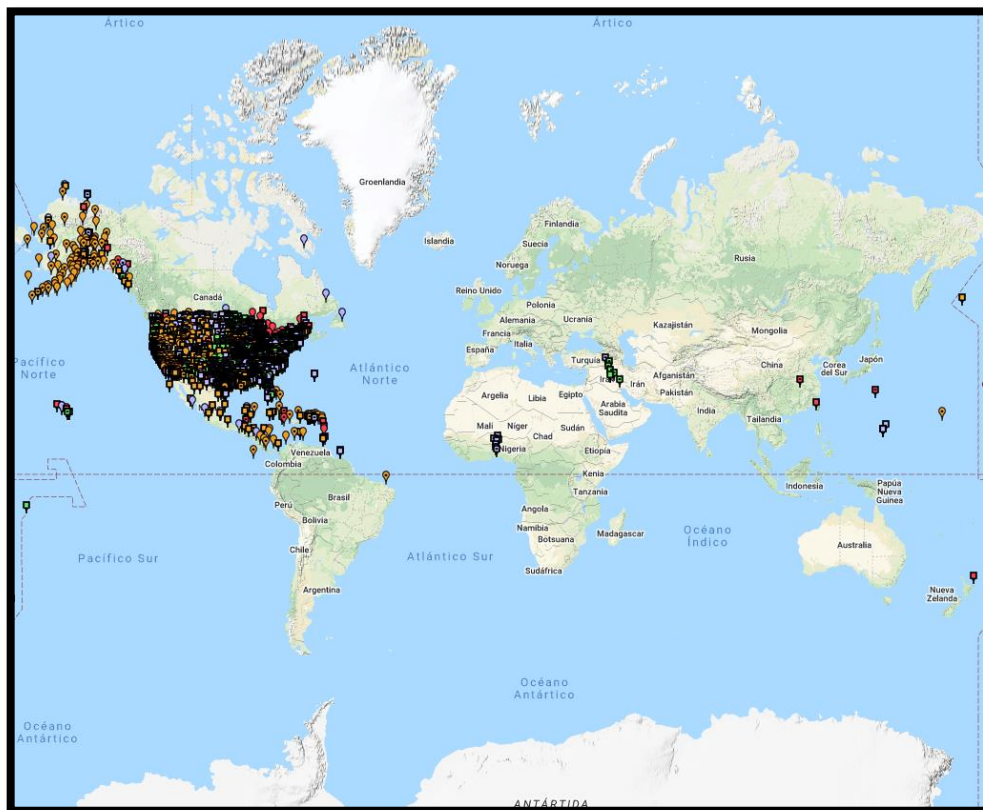 Ártico
Ártico
Groenlandia
Islandia
Finlandia
Suecia
Noruega
Rusia
Reino Unido
Polonia
Alemania
Ucrania
Francia
Italia
España
Kazajistán
Mongolia
Canadá
Pacífico
Norte
Atlántico
Norte
Turquía
Irán
Afganistán
Pakistán
China
Corea
del Sur
Japón
Argelia
Libia
Egipto
Arabia
Saudita
India
Tailandia
Mali
Níger
Chad
Sudán
Nigeria
Etiopía
Kenia
Tanzania
Venezuela
Colombia
Brasil
Perú
Bolivia
Chile
Argentina
Indonesia
Papúa
Nueva
Guinea
Angola
Namibia
Botsuana
Madagascar
Sudáfrica
Océano
Índico
Australia
Pacífico Sur
Atlántico Sur
Nueva
Zelanda
Océano
Antártico
Océano
Antártico
ANTÁRTIDA